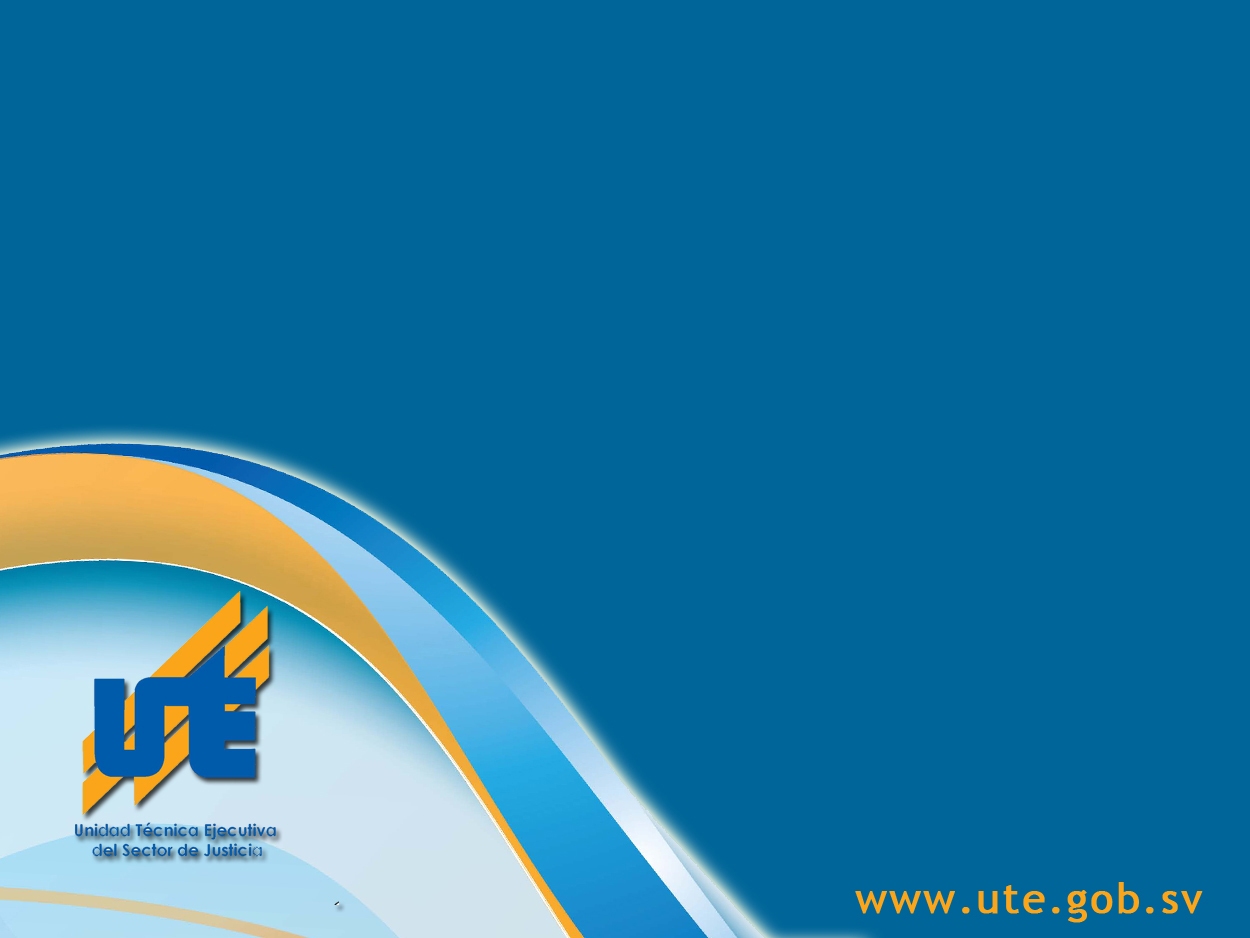 ute
Unidad Técnica Ejecutiva
del Sector de Justicia
www.ute.gob.sv